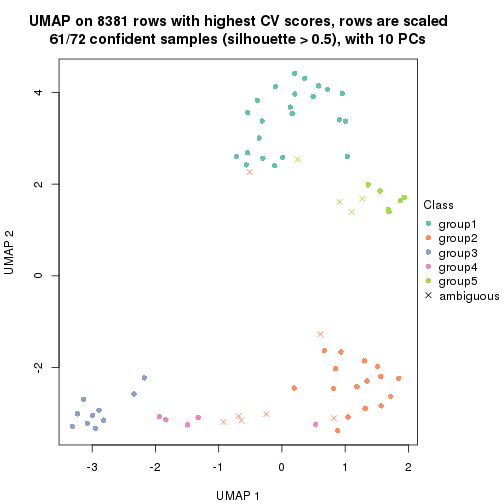 UMAP on 8381 rows with highest CV scores, rows are scaled
61/72 confident samples (silhouette > 0.5), with 10 PCs
4
2
0
-2
UMAP 2
-3
-2
-1
0
1
2
UMAP 1
Class
group1
group2
group3
group4
group5
ambiguous